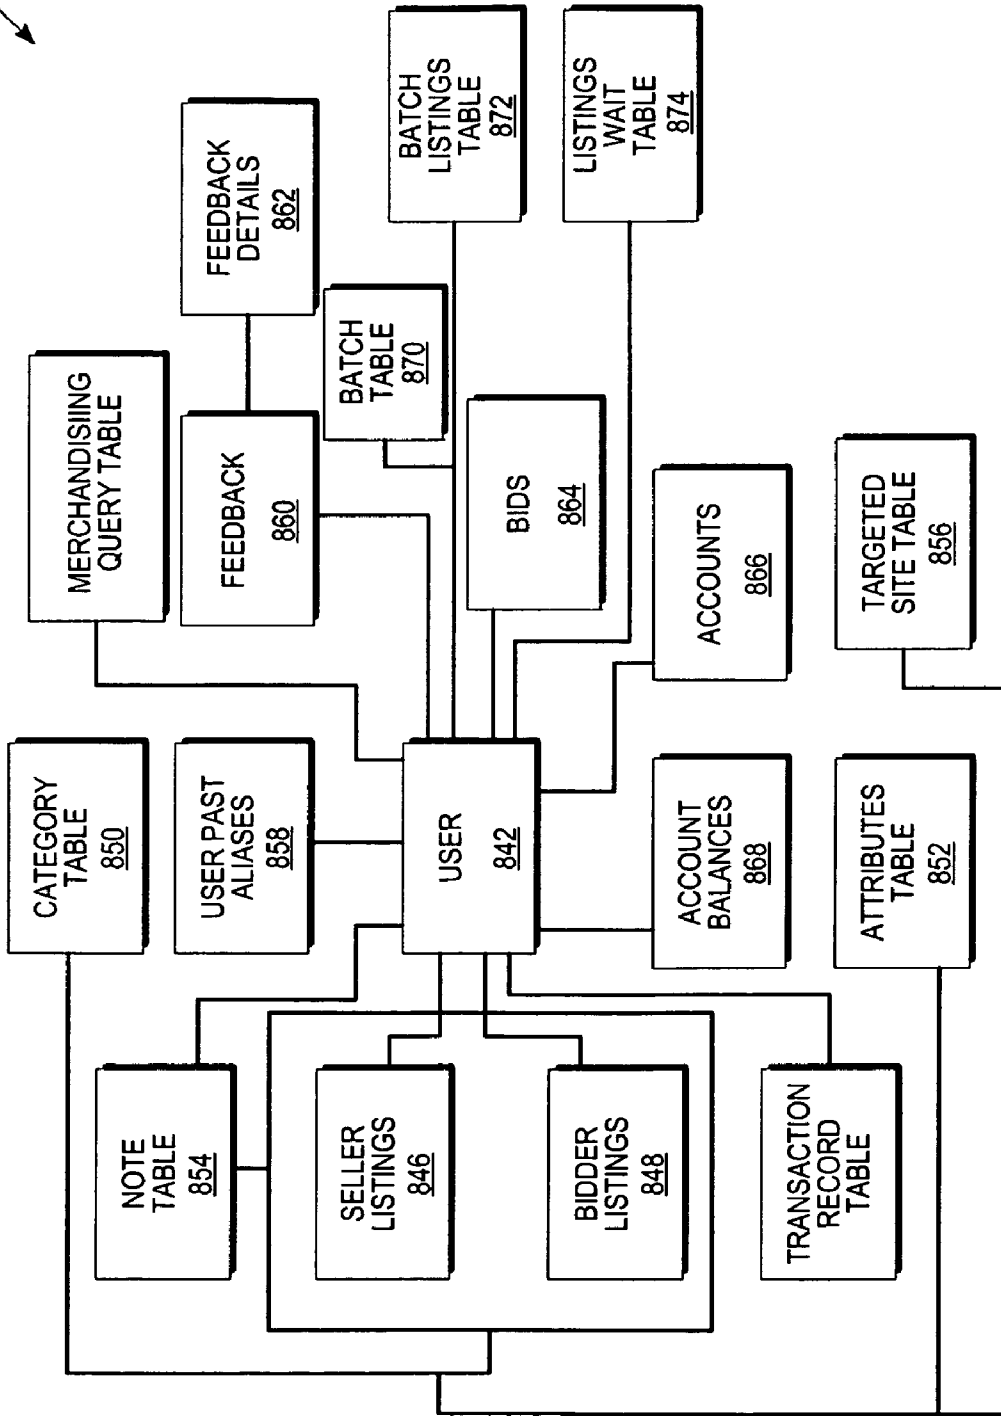 CATEGORY
TABLE
850
MERCHANDISIING
QUERY TABLE
NOTE
TABLE
854
USER PAST
ALIASES
858
FEEDBACK
860
FEEDBACK
DETAILS
862
BATCH
TABLE
870
SELLER
LISTINGS
846
USER
842
BATCH
LISTINGS
TABLE
872
BIDS
864
BIDDER
LISTINGS
848
LISTINGS
WAIT
TABLE
874
ACCOUNT
BALANCES
868
ACCOUNTS
866
TRANSACTION
RECORD
TABLE
ATTRIBUTES
TABLE
852
TARGETED
SITE TABLE
856